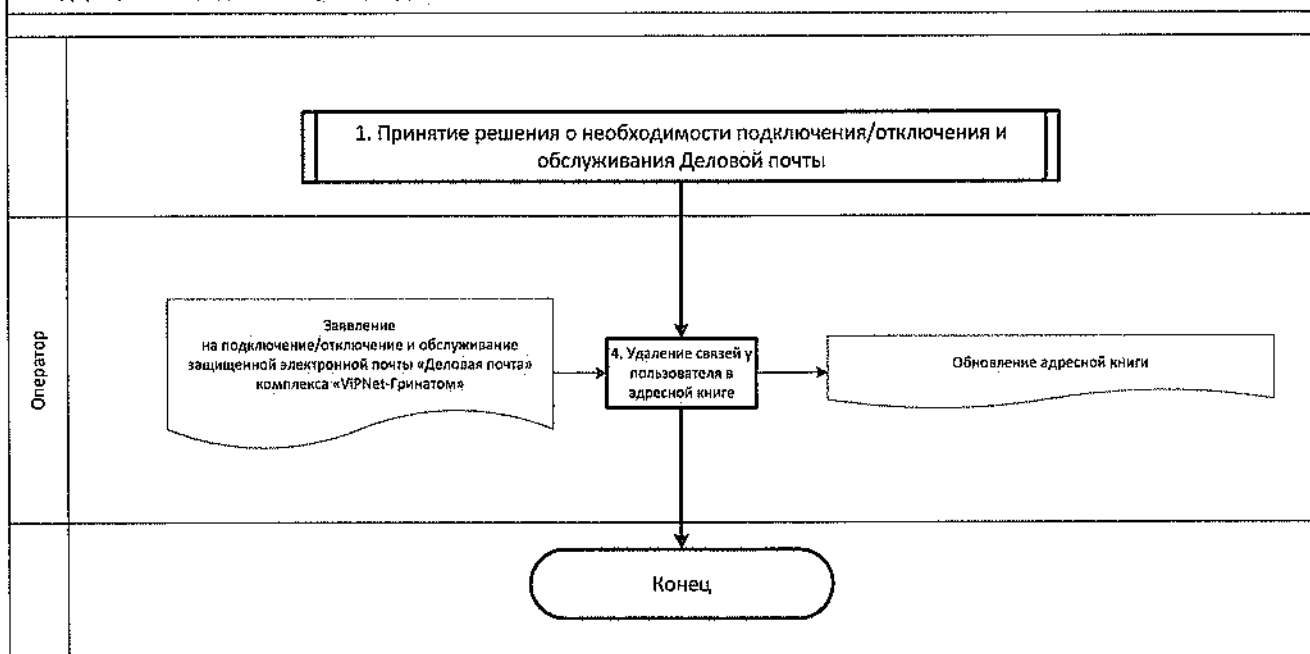 1. Принятие решения о необходимости подключения/отключения и
обслуживания Деловой почты
Оператор
Заявление
на подключение/отключение и обслуживание
защищенной электронной почты «Деловая почта»
комплекса «ViPNet-Гринатом»
4. Удаление связей у
пользователя в
адресной книге
Обновление адресной книги
Конец